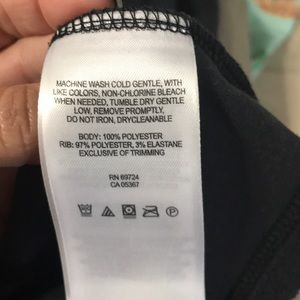 MACHINE WASH COLD GENTLE, WITH
LIKE COLORS, NON-CHLORINE BLEACH
WHEN NEEDED, TUMBLE DRY GENTLE
LOW, REMOVE PROMPTLY,
DO NOT IRON, DRYCLEANABLE
BODY: 100% POLYESTER
RIB: 97% POLYESTER, 3% ELASTANE
EXCLUSIVE OF TRIMMING
RN 69724
CA 05367